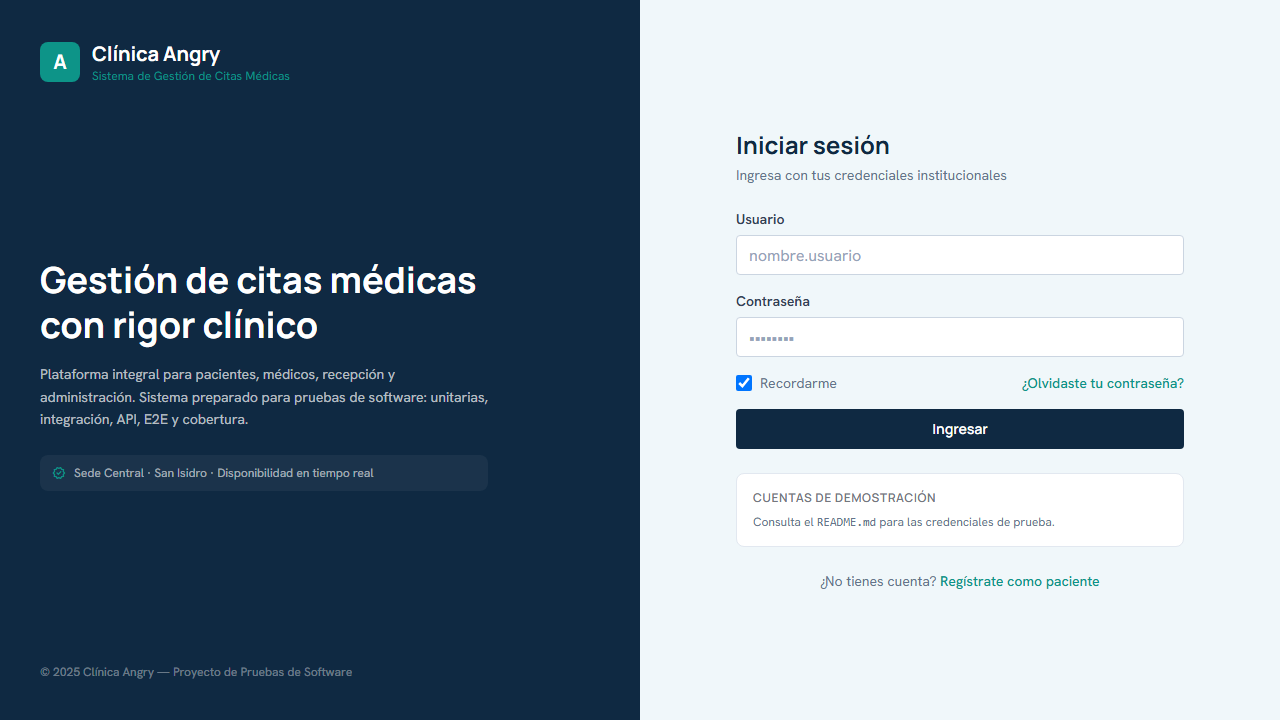 A
Clínica Angry
Sistema de Gestión de Citas Médicas
Gestión de citas médicas
con rigor clínico
Plataforma integral para pacientes, médicos, recepción y
administración. Sistema preparado para pruebas de software: unitarias,
integración, API, E2E y cobertura.
Sede Central · San Isidro · Disponibilidad en tiempo real
© 2025 Clínica Angry — Proyecto de Pruebas de Software
Iniciar sesión
Ingresa con tus credenciales institucionales
Usuario
nombre.usuario
Contraseña
••••••••
Recordarme
¿Olvidaste tu contraseña?
Ingresar
CUENTAS DE DEMOSTRACIÓN
Consulta el README.md para las credenciales de prueba.
¿No tienes cuenta? Regístrate como paciente